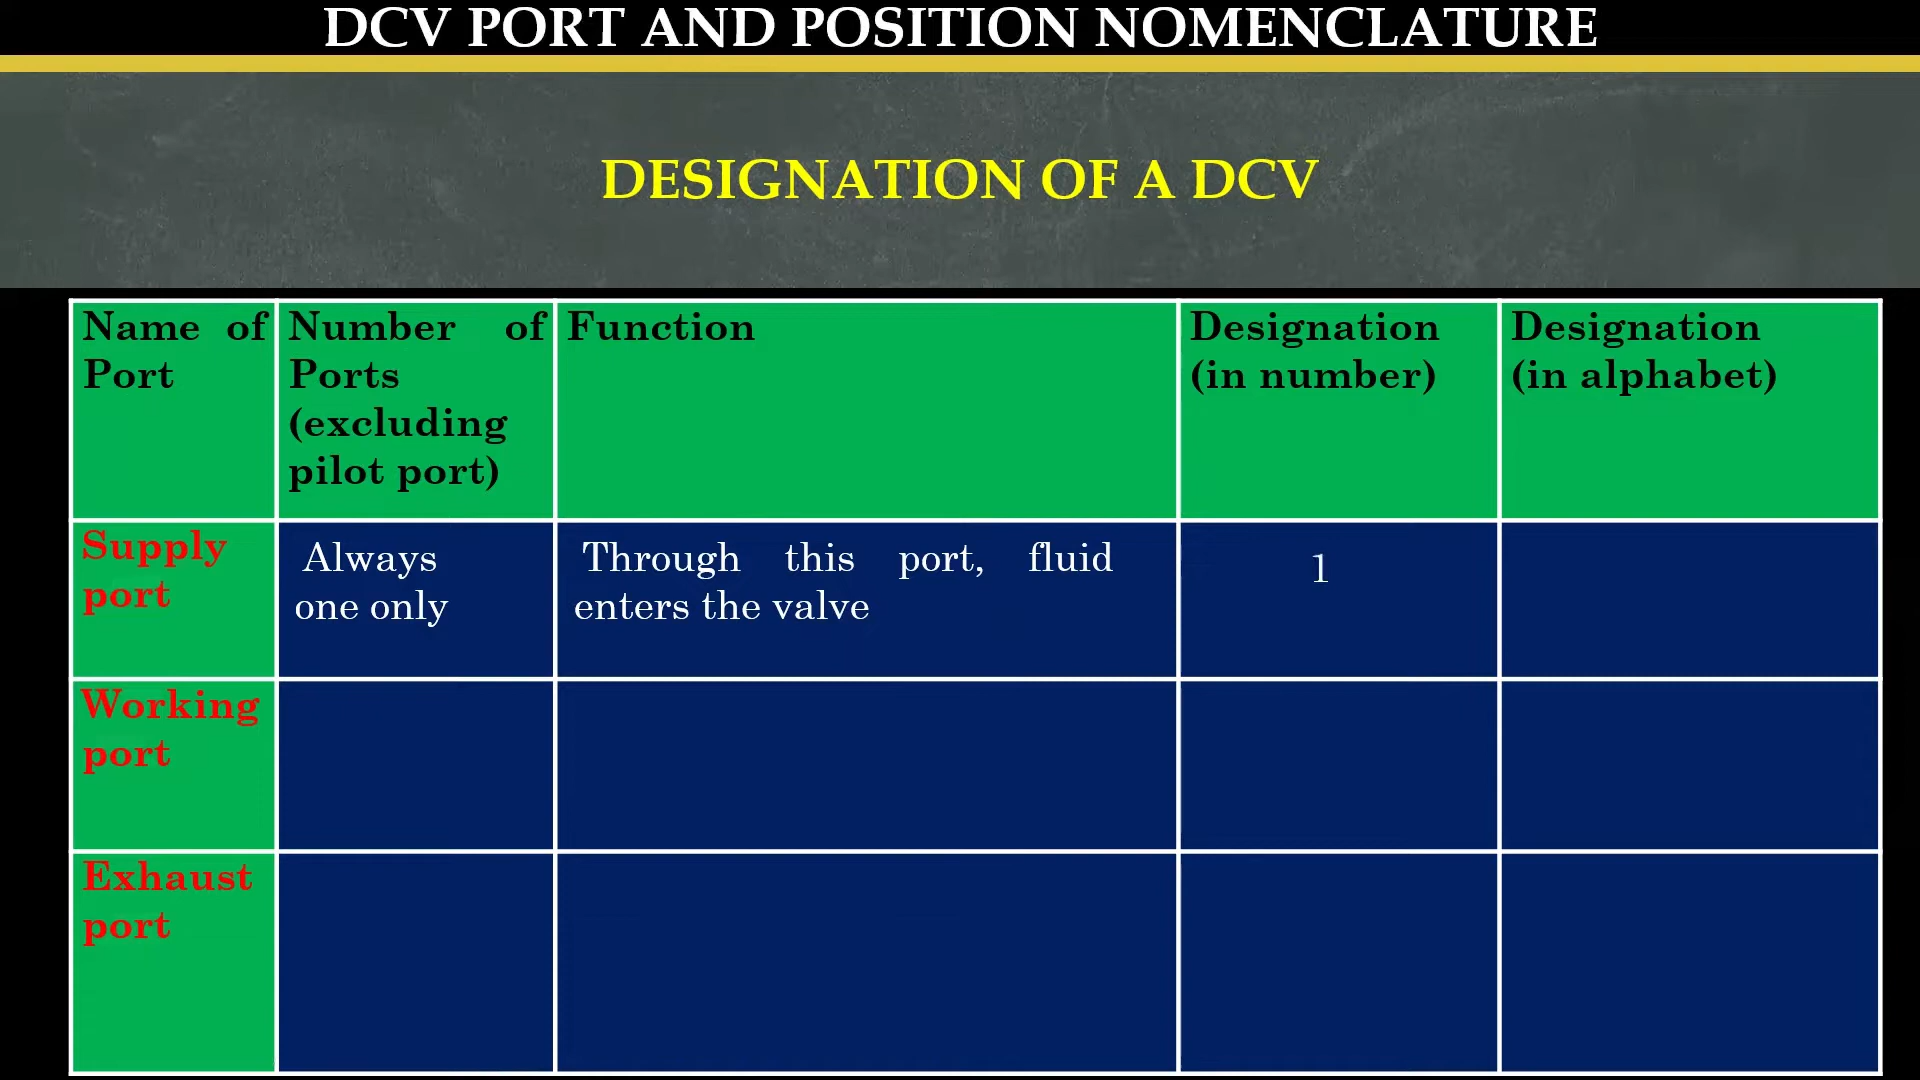 DCV PORT AND POSITION NOMENCLATURE
DESIGNATION OF A DCV
Name of
Port
Number of
Ports
(excluding
pilot port)
Function
Designation
(in number)
Designation
(in alphabet)
Supply
port
Always
one only
Through this port, fluid
enters the valve
1
Working
port
Exhaust
port